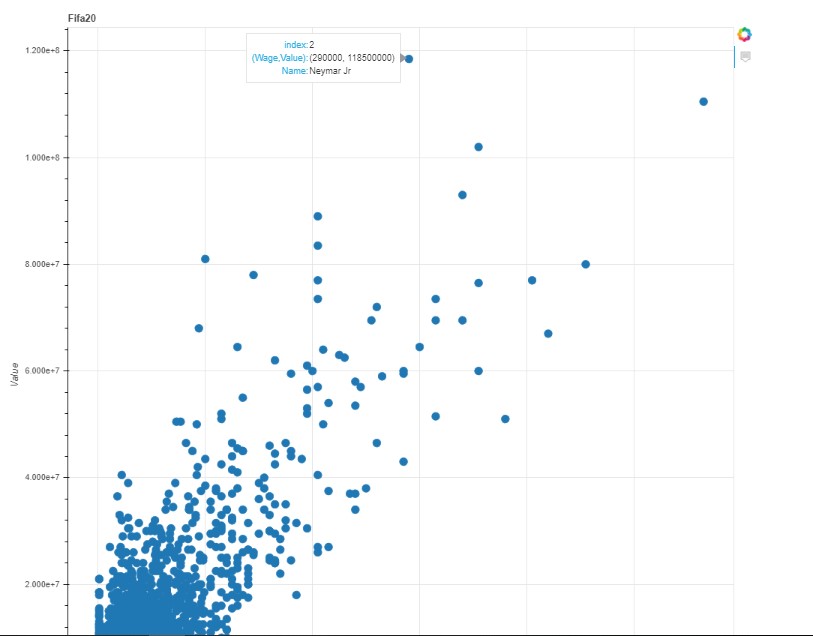 Fifa20
index: 2
(Wage,Value): (290000, 118500000)
Name: Neymar Jr
1.200e+8
1.000e+8
8.000e+7
6.000e+7
Value
4.000e+7
2.000e+7